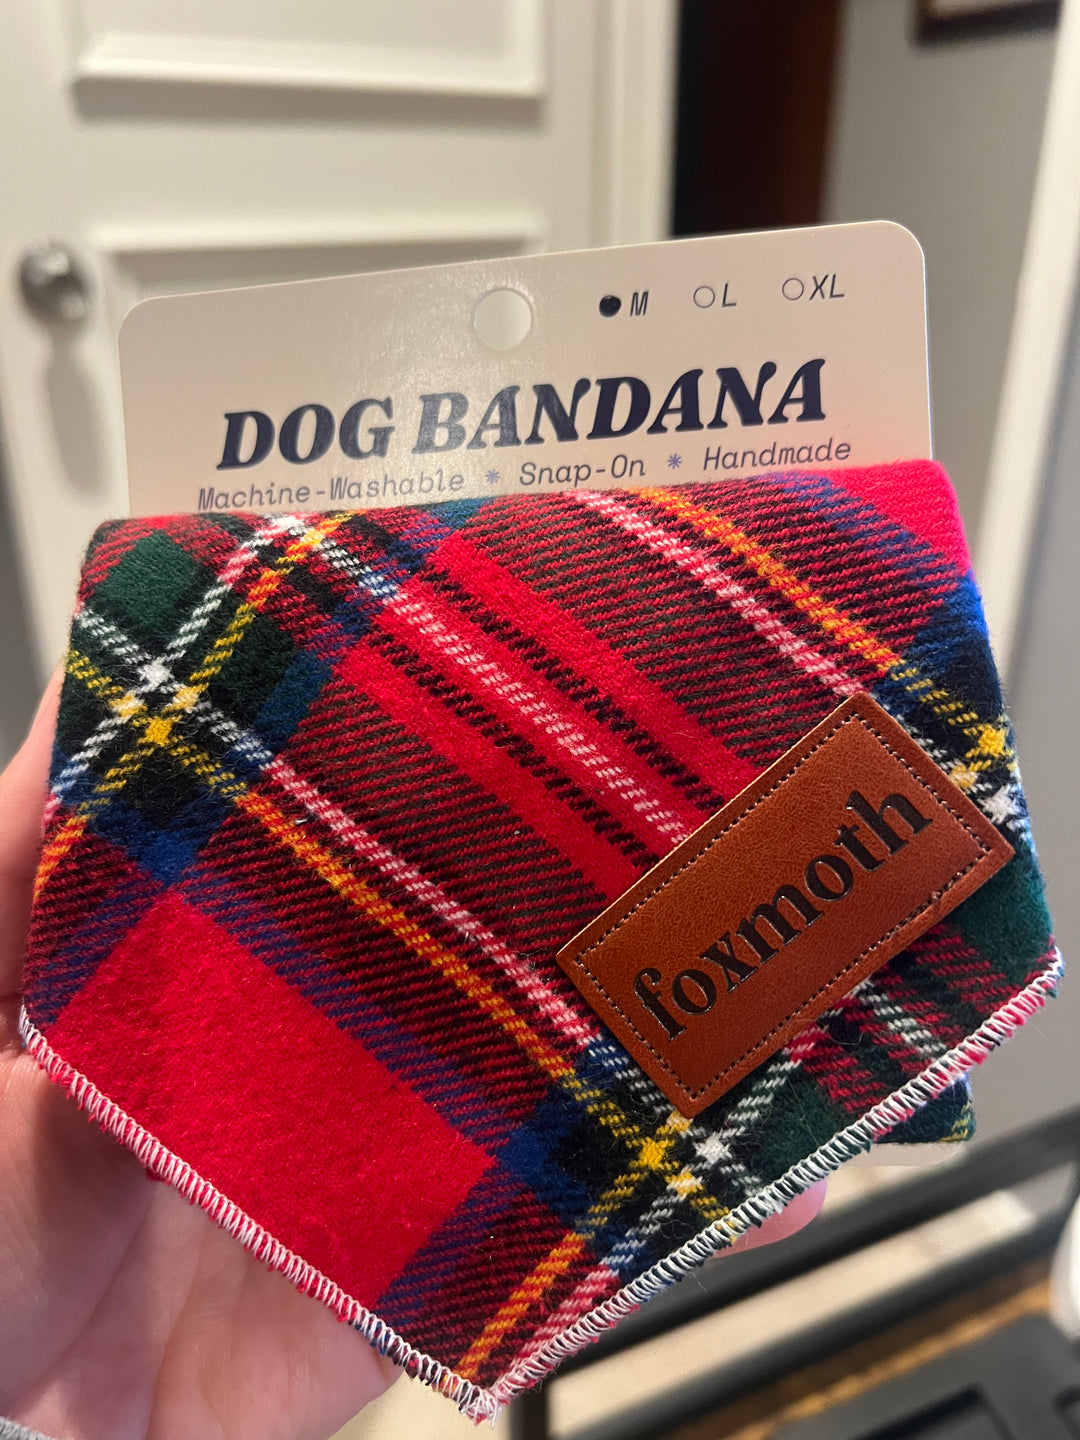 M L XL
DOG BANDANA
Machine-Washable * Snap-On * Handmade
foxmoth